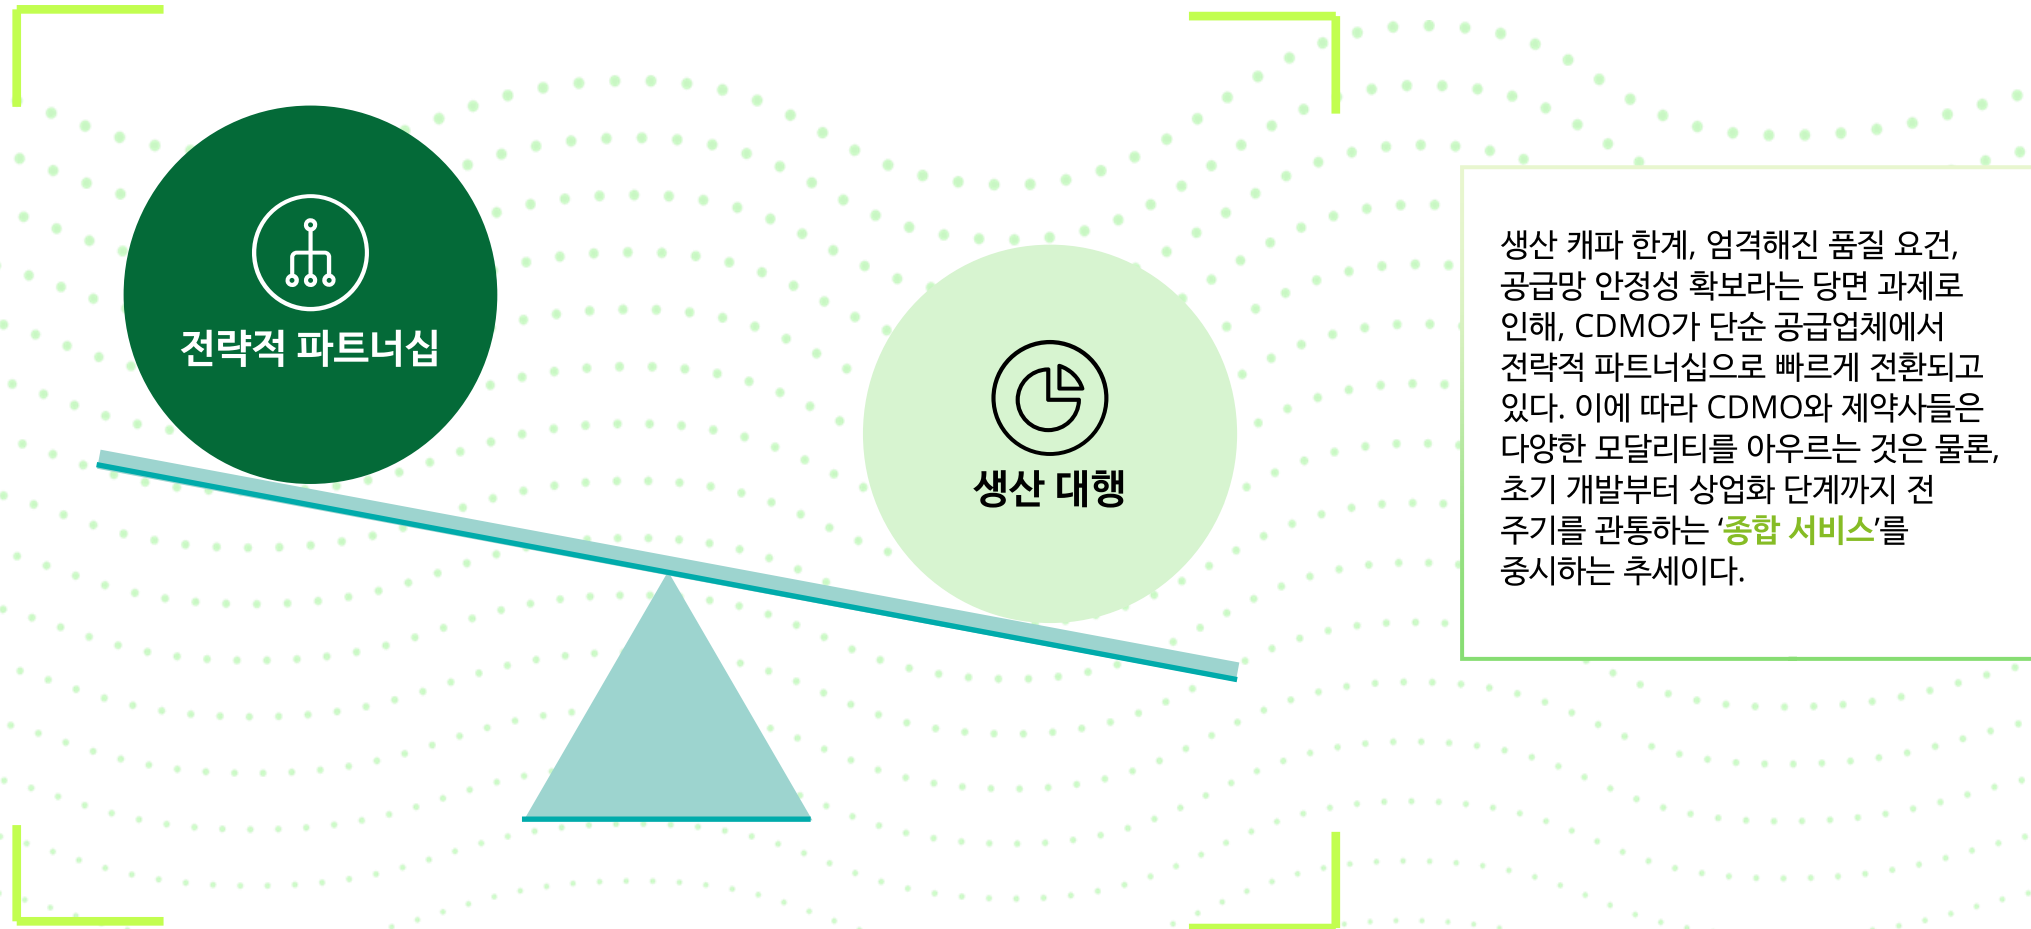 전략적 파트너십
생산 대행
생산 캐파 한계, 엄격해진 품질 요건,
공급망 안정성 확보라는 당면 과제로
인해, CDMO가 단순 공급업체에서
전략적 파트너십으로 빠르게 전환되고
있다. 이에 따라 CDMO와 제약사들은
다양한 모달리티를 아우르는 것은 물론,
초기 개발부터 상업화 단계까지 전
주기를 관통하는 ‘종합 서비스’를
중시하는 추세이다.